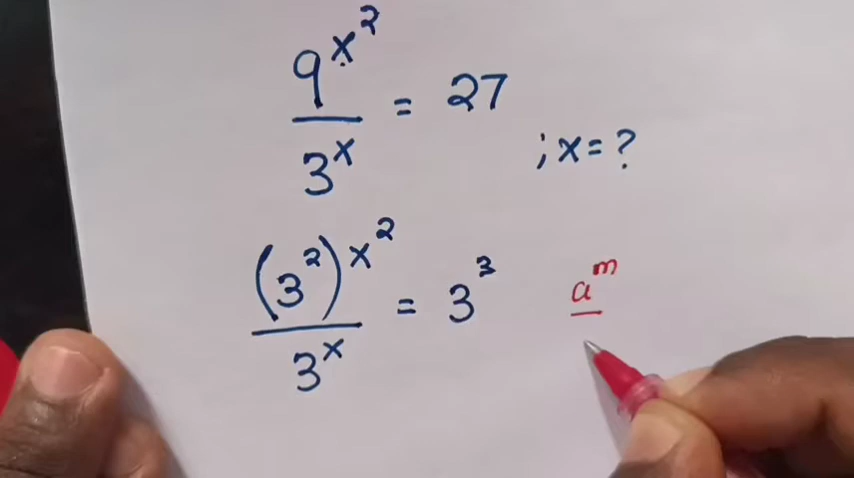 9^x^2 / 3^x = 27 ; x = ?
(3^2)^x^2 / 3^x = 3^3
a^m